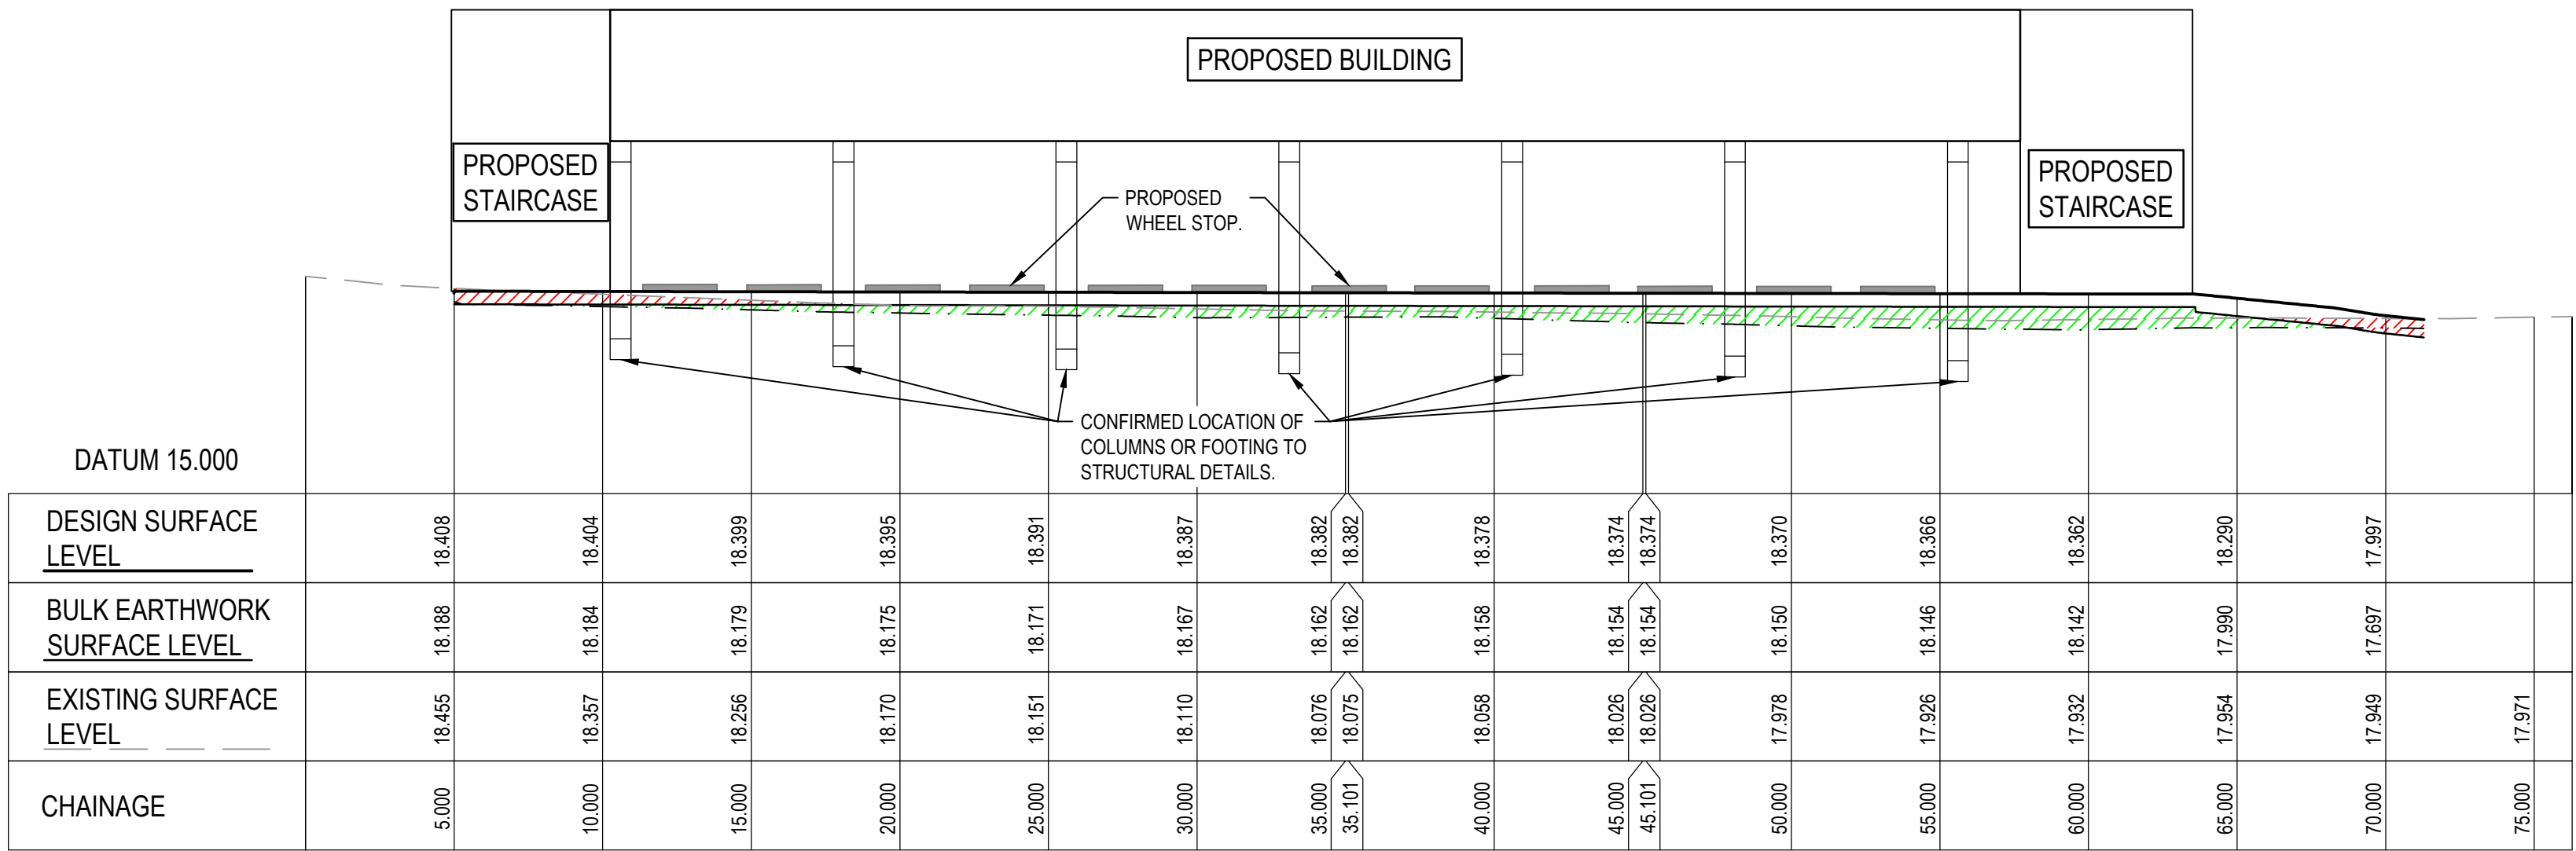 PROPOSED BUILDING
PROPOSED
STAIRCASE
PROPOSED
WHEEL STOP.
PROPOSED
STAIRCASE
CONFIRMED LOCATION OF
COLUMNS OR FOOTING TO
STRUCTURAL DETAILS.
DATUM 15.000
DESIGN SURFACE
LEVEL
18.408 18.404 18.399 18.395 18.391 18.387 18.382 18.382 18.378 18.374 18.374 18.370 18.366 18.362 18.290 17.997
BULK EARTHWORK
SURFACE LEVEL
18.188 18.184 18.179 18.175 18.171 18.167 18.162 18.162 18.158 18.154 18.154 18.150 18.146 18.142 17.990 17.697
EXISTING SURFACE
LEVEL
18.455 18.357 18.256 18.170 18.151 18.110 18.076 18.075 18.058 18.026 18.026 17.978 17.926 17.932 17.954 17.949 17.971
CHAINAGE
5.000 10.000 15.000 20.000 25.000 30.000 35.000 35.101 40.000 45.000 45.101 50.000 55.000 60.000 65.000 70.000 75.000